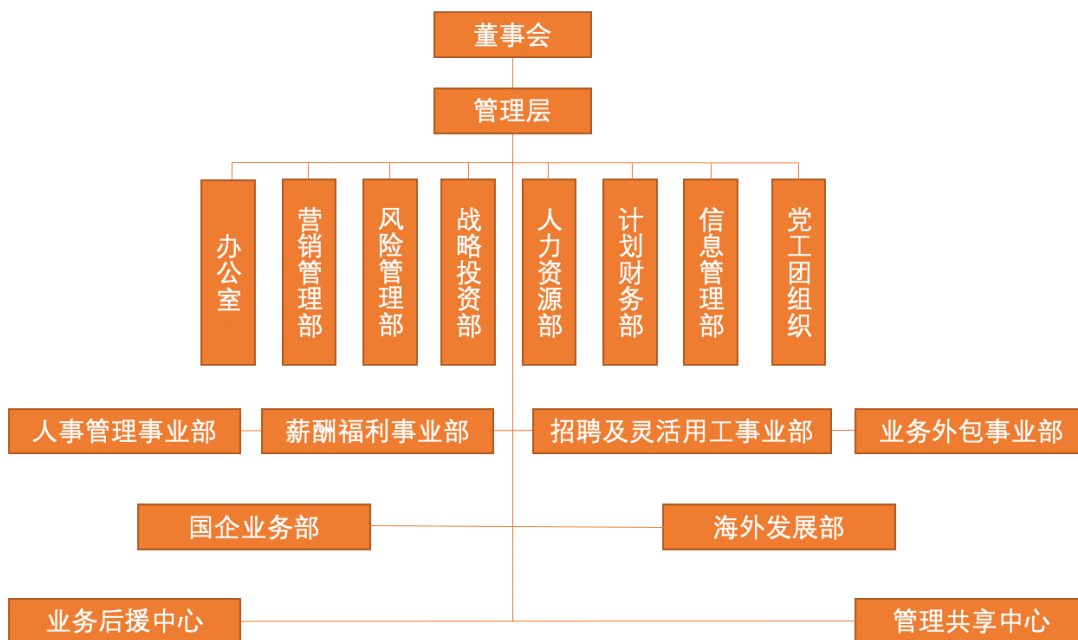 董事会
管理层
办公室
营销管理部
风险管理部
战略投资部
人力资源部
计划财务部
信息管理部
党工团组织
人事管理事业部
薪酬福利事业部
招聘及灵活用工事业部
业务外包事业部
国企业务部
海外发展部
业务后援中心
管理共享中心